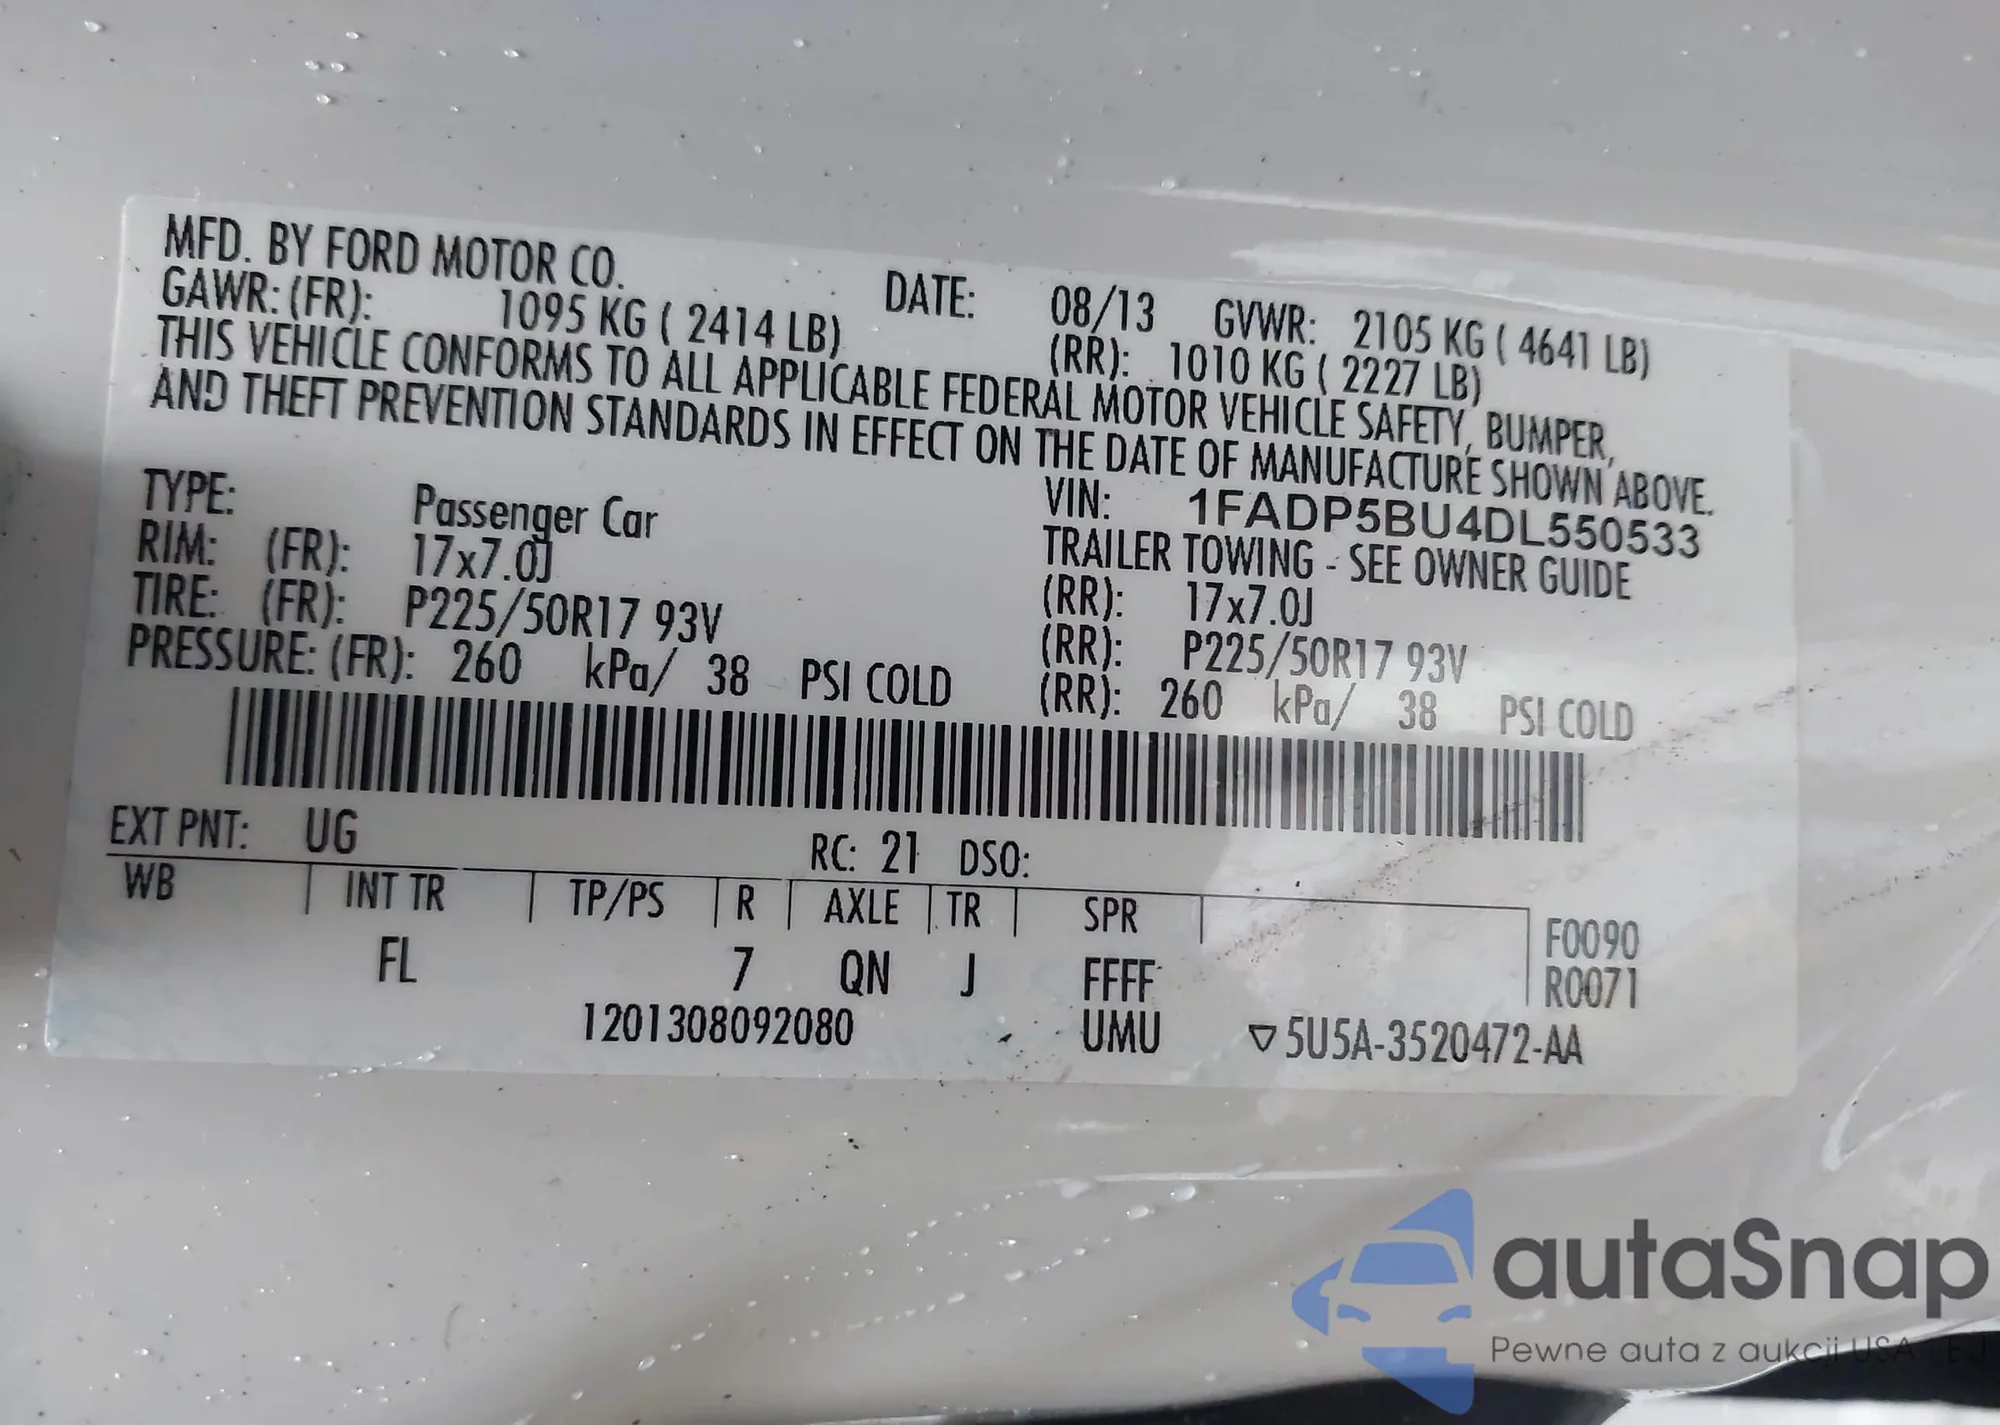 MFD. BY FORD MOTOR CO.
DATE: 08/13 GVWR: 2105 KG ( 4641 LB)
GAWR: (FR): 1095 KG ( 2414 LB) (RR): 1010 KG ( 2227 LB)
THIS VEHICLE CONFORMS TO ALL APPLICABLE FEDERAL MOTOR VEHICLE SAFETY, BUMPER,
AND THEFT PREVENTION STANDARDS IN EFFECT ON THE DATE OF MANUFACTURE SHOWN ABOVE.
VIN: 1FADP5BU4DL550533
TYPE: Passenger Car TRAILER TOWING - SEE OWNER GUIDE
RIM: (FR): 17x7.0J (RR): 17x7.0J
TIRE: (FR): P225/50R17 93V (RR): P225/50R17 93V
PRESSURE: (FR): 260 kPa/ 38 PSI COLD (RR): 260 kPa/ 38 PSI COLD
EXT PNT: UG RC: 21 DSO:
WB INT TR TP/PS R AXLE TR SPR F0090
FL 7 QN J FFFF R0071
1201308092080 UMU ▽5U5A-3520472-AA
autaSnap
Pewne auta z aukcji USA i EU